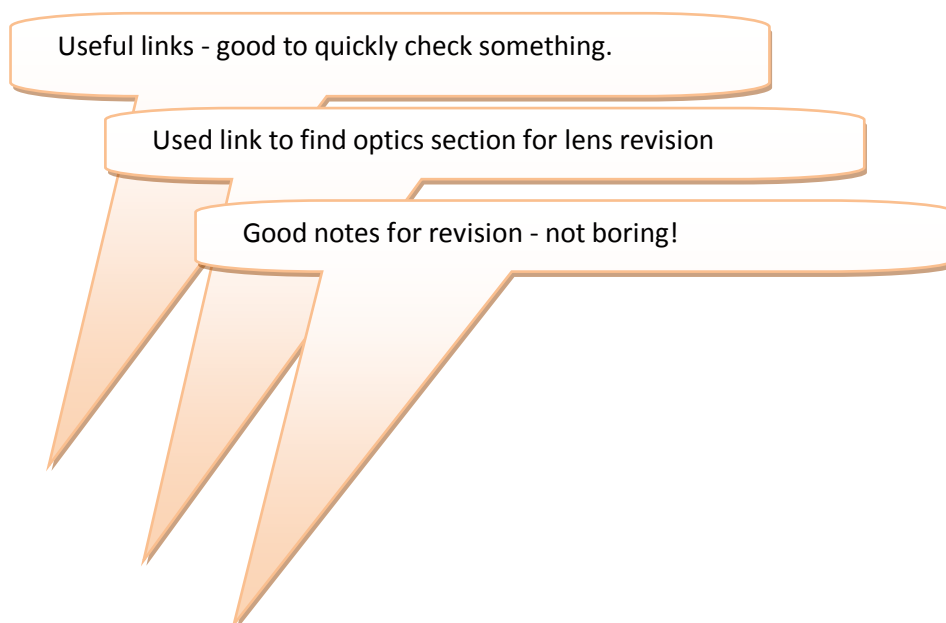 Useful links - good to quickly check something.
Used link to find optics section for lens revision
Good notes for revision - not boring!